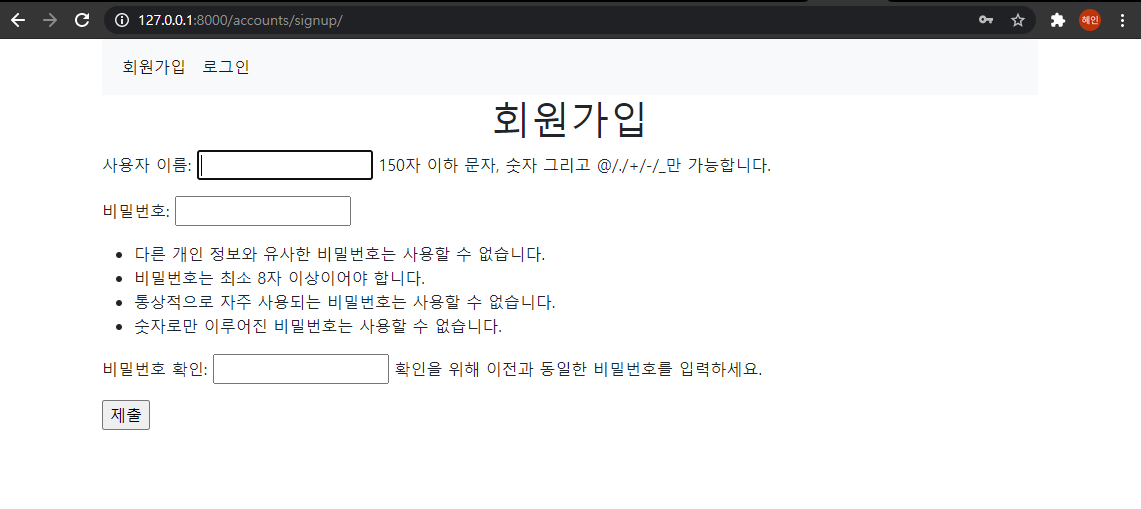 127.0.0.1:8000/accounts/signup/
혜인
회원가입 로그인
회원가입
사용자 이름: 150자 이하 문자, 숫자 그리고 @/./+/-/_만 가능합니다.
비밀번호:
다른 개인 정보와 유사한 비밀번호는 사용할 수 없습니다.
비밀번호는 최소 8자 이상이어야 합니다.
통상적으로 자주 사용되는 비밀번호는 사용할 수 없습니다.
숫자로만 이루어진 비밀번호는 사용할 수 없습니다.
비밀번호 확인: 확인을 위해 이전과 동일한 비밀번호를 입력하세요.
제출